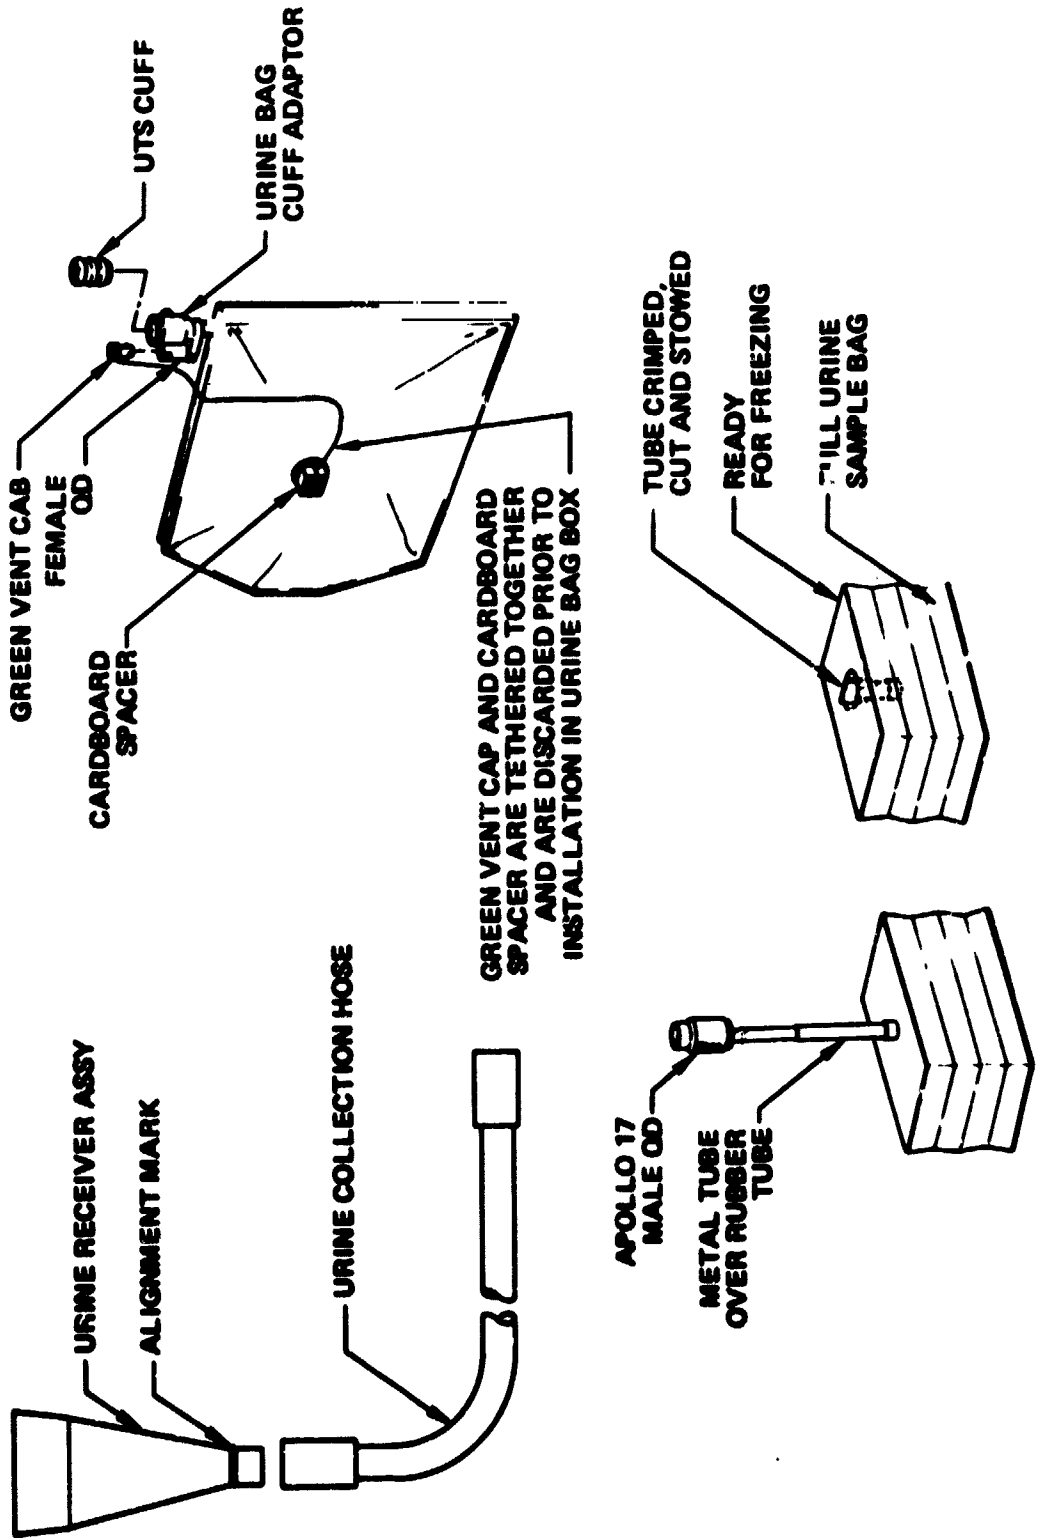 URINE RECEIVER ASSY
ALIGNMENT MARK
URINE COLLECTION HOSE
GREEN VENT CAB
FEMALE
QD
CARDBOARD
SPACER
UTS CUFF
URINE BAG
CUFF ADAPTOR
GREEN VENT CAP AND CARDBOARD
SPACER ARE TETHERED TOGETHER
AND ARE DISCARDED PRIOR TO
INSTALLATION IN URINE BAG BOX
APOLLO 17
MALE QD
METAL TUBE
OVER RUBBER
TUBE
TUBE CRIMPED,
CUT AND STOWED
READY
FOR FREEZING
FULL URINE
SAMPLE BAG